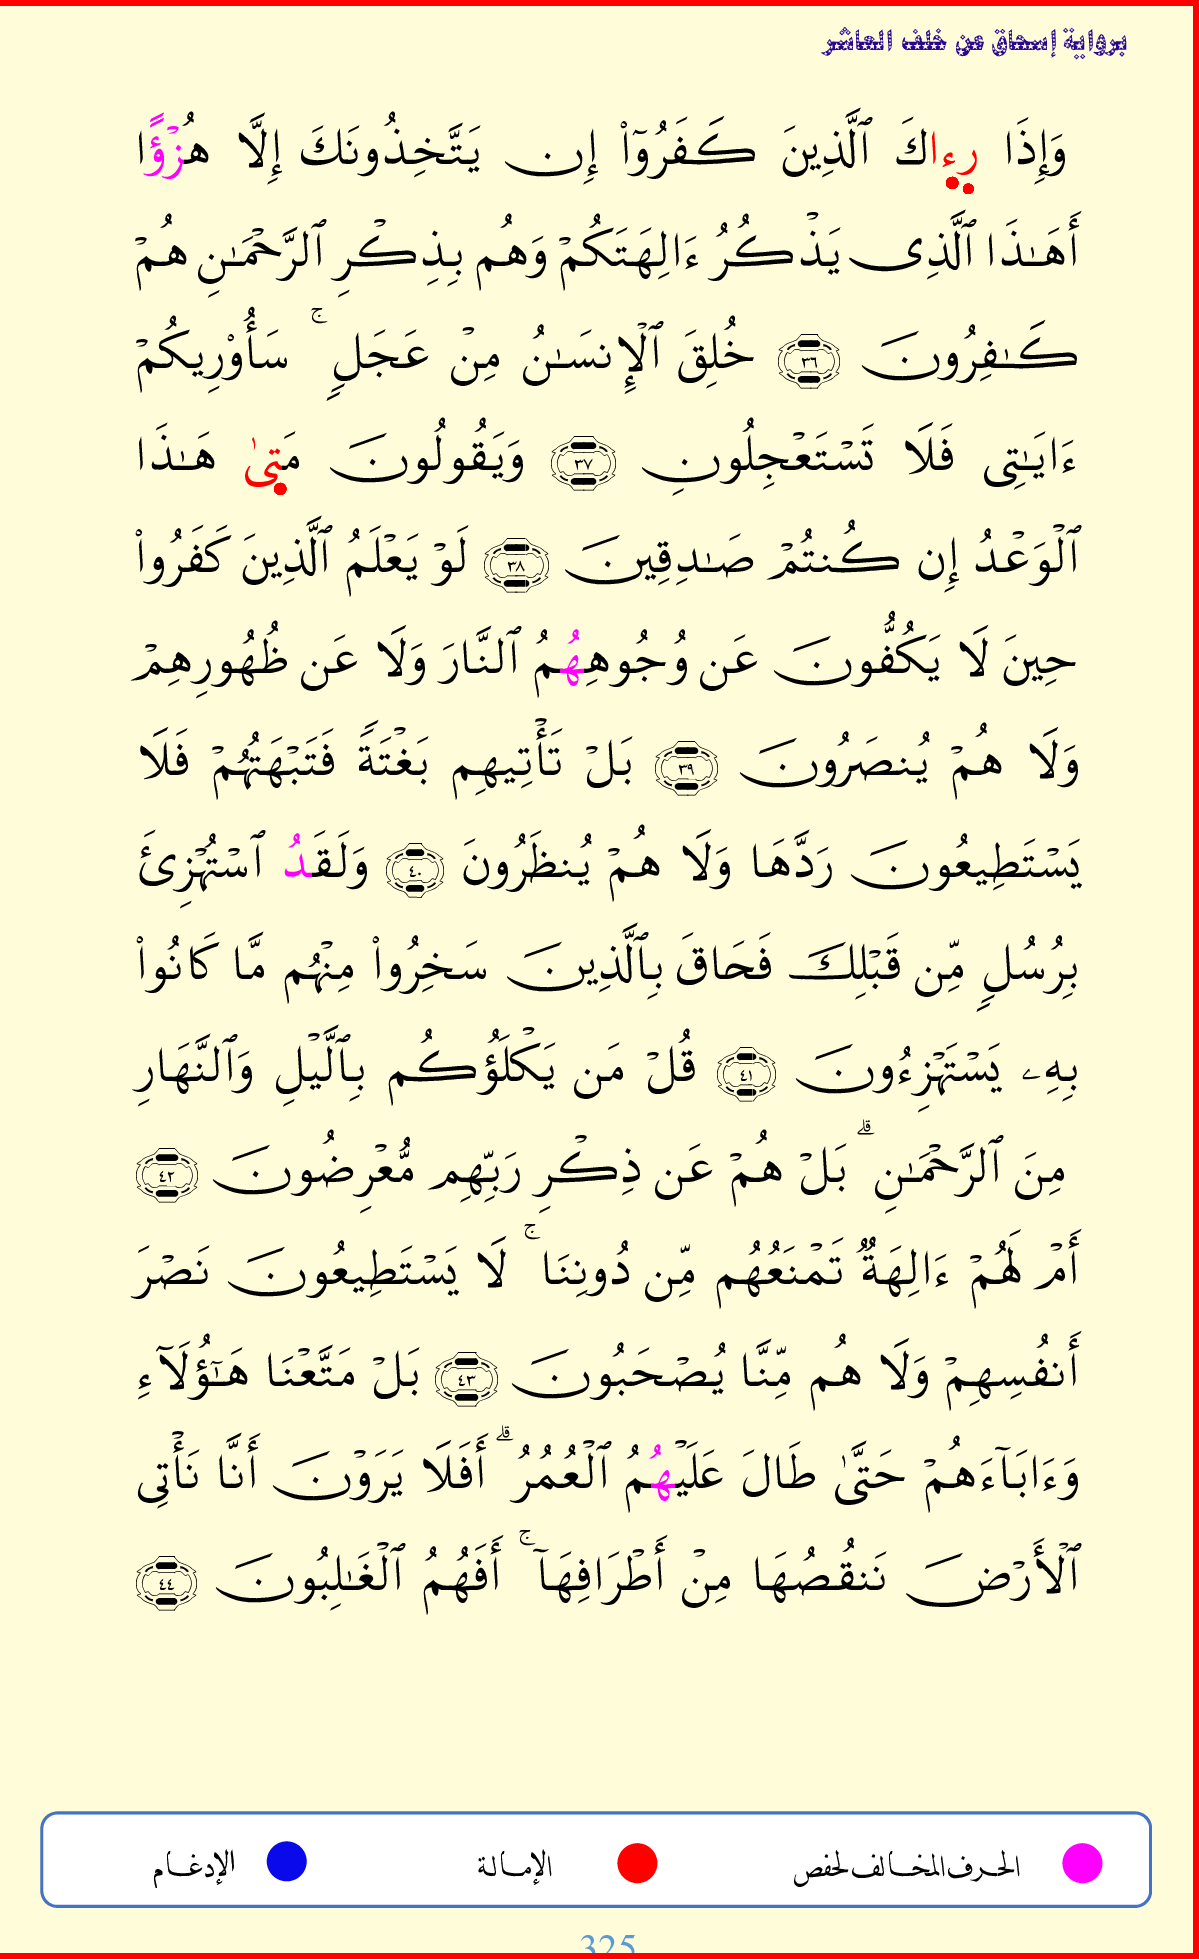 برواية إسحاق عن خلف العاشر
وَإِذَا رِءِاكَ ٱلَّذِينَ كَفَرُوٓاْ إِن يَتَّخِذُونَكَ إِلَّا هُزۡؤًا
أَهَٰذَا ٱلَّذِى يَذۡكُرُ ءَالِهَتَكُمۡ وَهُم بِذِكۡرِ ٱلرَّحۡمَٰنِ هُمۡ
كَٰفِرُونَ ٣٦ خُلِقَ ٱلۡإِنسَٰنُ مِنۡ عَجَلٍۚ سَأُوْرِيكُمۡ
ءَايَٰتِى فَلَا تَسۡتَعۡجِلُونِ ٣٧ وَيَقُولُونَ مَتِىٰ هَٰذَا
ٱلۡوَعۡدُ إِن كُنتُمۡ صَٰدِقِينَ ٣٨ لَوۡ يَعۡلَمُ ٱلَّذِينَ كَفَرُواْ
حِينَ لَا يَكُفُّونَ عَن وُجُوهِهُمُ ٱلنَّارَ وَلَا عَن ظُهُورِهِمۡ
وَلَا هُمۡ يُنصَرُونَ ٣٩ بَلۡ تَأۡتِيهِم بَغۡتَةً فَتَبۡهَتُهُمۡ فَلَا
يَسۡتَطِيعُونَ رَدَّهَا وَلَا هُمۡ يُنظَرُونَ ٤٠ وَلَقَدُ ٱسۡتُهۡزِئَ
بِرُسُلٍ مِّن قَبۡلِكَ فَحَاقَ بِٱلَّذِينَ سَخِرُواْ مِنۡهُم مَّا كَانُواْ
بِهِۦ يَسۡتَهۡزِءُونَ ٤١ قُلۡ مَن يَكۡلَؤُكُم بِٱلَّيۡلِ وَٱلنَّهَارِ
مِنَ ٱلرَّحۡمَٰنِۗ بَلۡ هُمۡ عَن ذِكۡرِ رَبِّهِم مُّعۡرِضُونَ ٤٢
أَمۡ لَهُمۡ ءَالِهَةٌ تَمۡنَعُهُم مِّن دُونِنَاۚ لَا يَسۡتَطِيعُونَ نَصۡرَ
أَنفُسِهِمۡ وَلَا هُم مِّنَّا يُصۡحَبُونَ ٤٣ بَلۡ مَتَّعۡنَا هَٰٓؤُلَآءِ
وَءَابَآءَهُمۡ حَتَّىٰ طَالَ عَلَيۡهُمُ ٱلۡعُمُرُۗ أَفَلَا يَرَوۡنَ أَنَّا نَأۡتِى
ٱلۡأَرۡضَ نَنقُصُهَا مِنۡ أَطۡرَافِهَآۚ أَفَهُمُ ٱلۡغَٰلِبُونَ ٤٤
الحرف المخالف لحفص الإمالة الإدغام
325